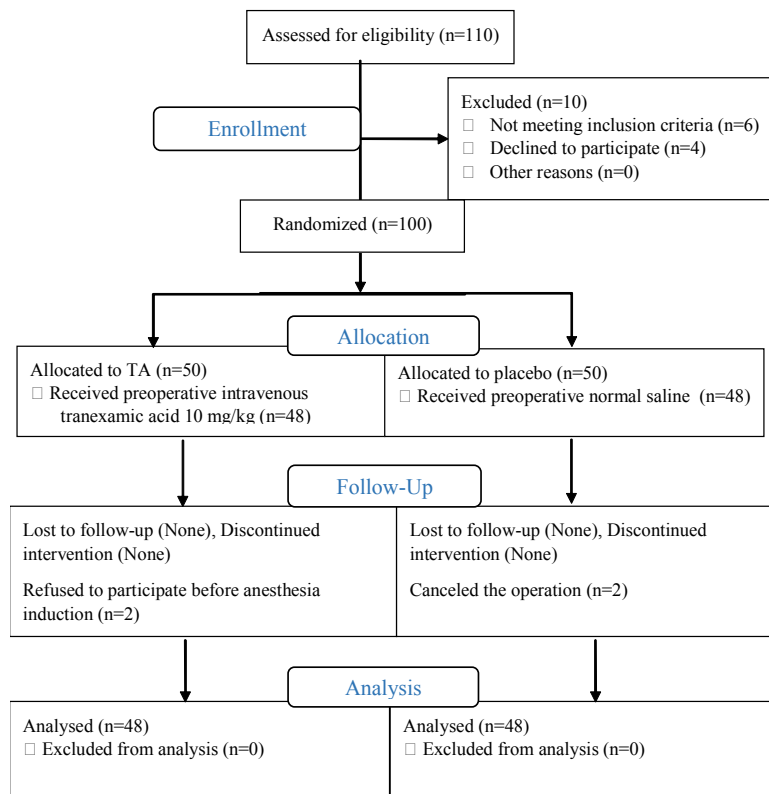 Assessed for eligibility (n=110)
Enrollment
Excluded (n=10)
Not meeting inclusion criteria (n=6)
Declined to participate (n=4)
Other reasons (n=0)
Randomized (n=100)
Allocation
Allocated to TA (n=50)
Received preoperative intravenous
tranexamic acid 10 mg/kg (n=48)
Allocated to placebo (n=50)
Received preoperative normal saline (n=48)
Follow-Up
Lost to follow-up (None), Discontinued
intervention (None)
Refused to participate before anesthesia
induction (n=2)
Lost to follow-up (None), Discontinued
intervention (None)
Canceled the operation (n=2)
Analysis
Analysed (n=48)
Excluded from analysis (n=0)
Analysed (n=48)
Excluded from analysis (n=0)